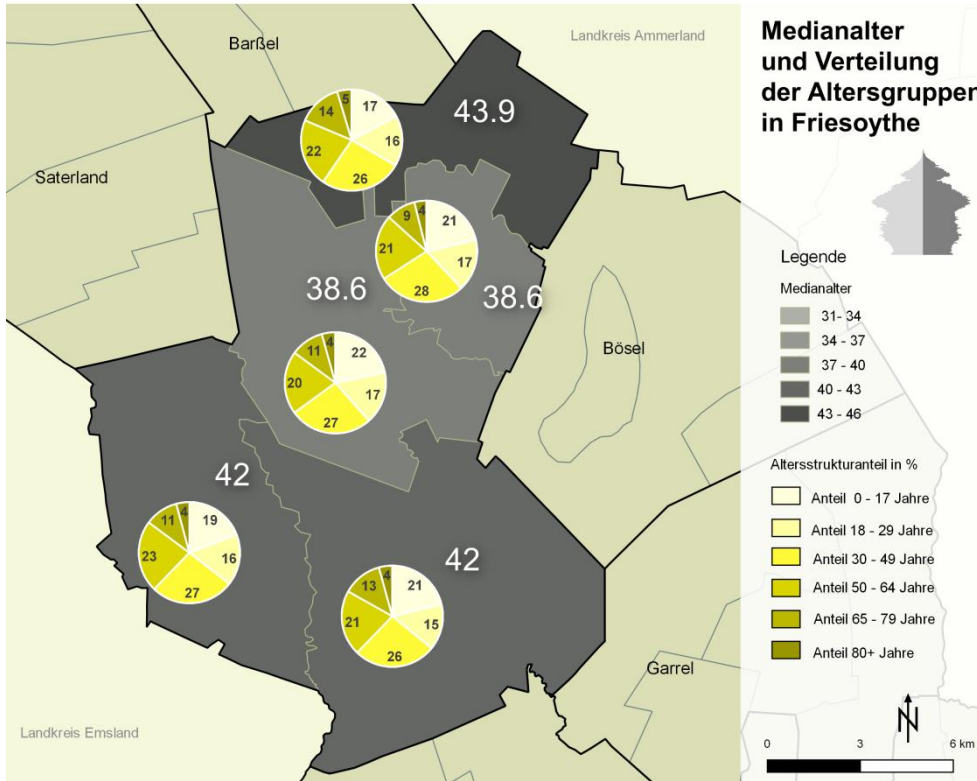 Medianalter
und Verteilung
der Altersgruppen
in Friesoythe
Barßel
Landkreis Ammerland
Saterland
Bösel
Garrel
Landkreis Emsland
43.9
5
17
16
26
22
14
38.6
38.6
4
21
17
28
21
9
4
22
17
27
20
11
42
4
19
16
27
23
11
42
4
21
15
26
21
13
Legende
Medianalter
31- 34
34 - 37
37 - 40
40 - 43
43 - 46
Altersstrukturanteil in %
Anteil 0 - 17 Jahre
Anteil 18 - 29 Jahre
Anteil 30 - 49 Jahre
Anteil 50 - 64 Jahre
Anteil 65 - 79 Jahre
Anteil 80+ Jahre
N
0 3 6 km